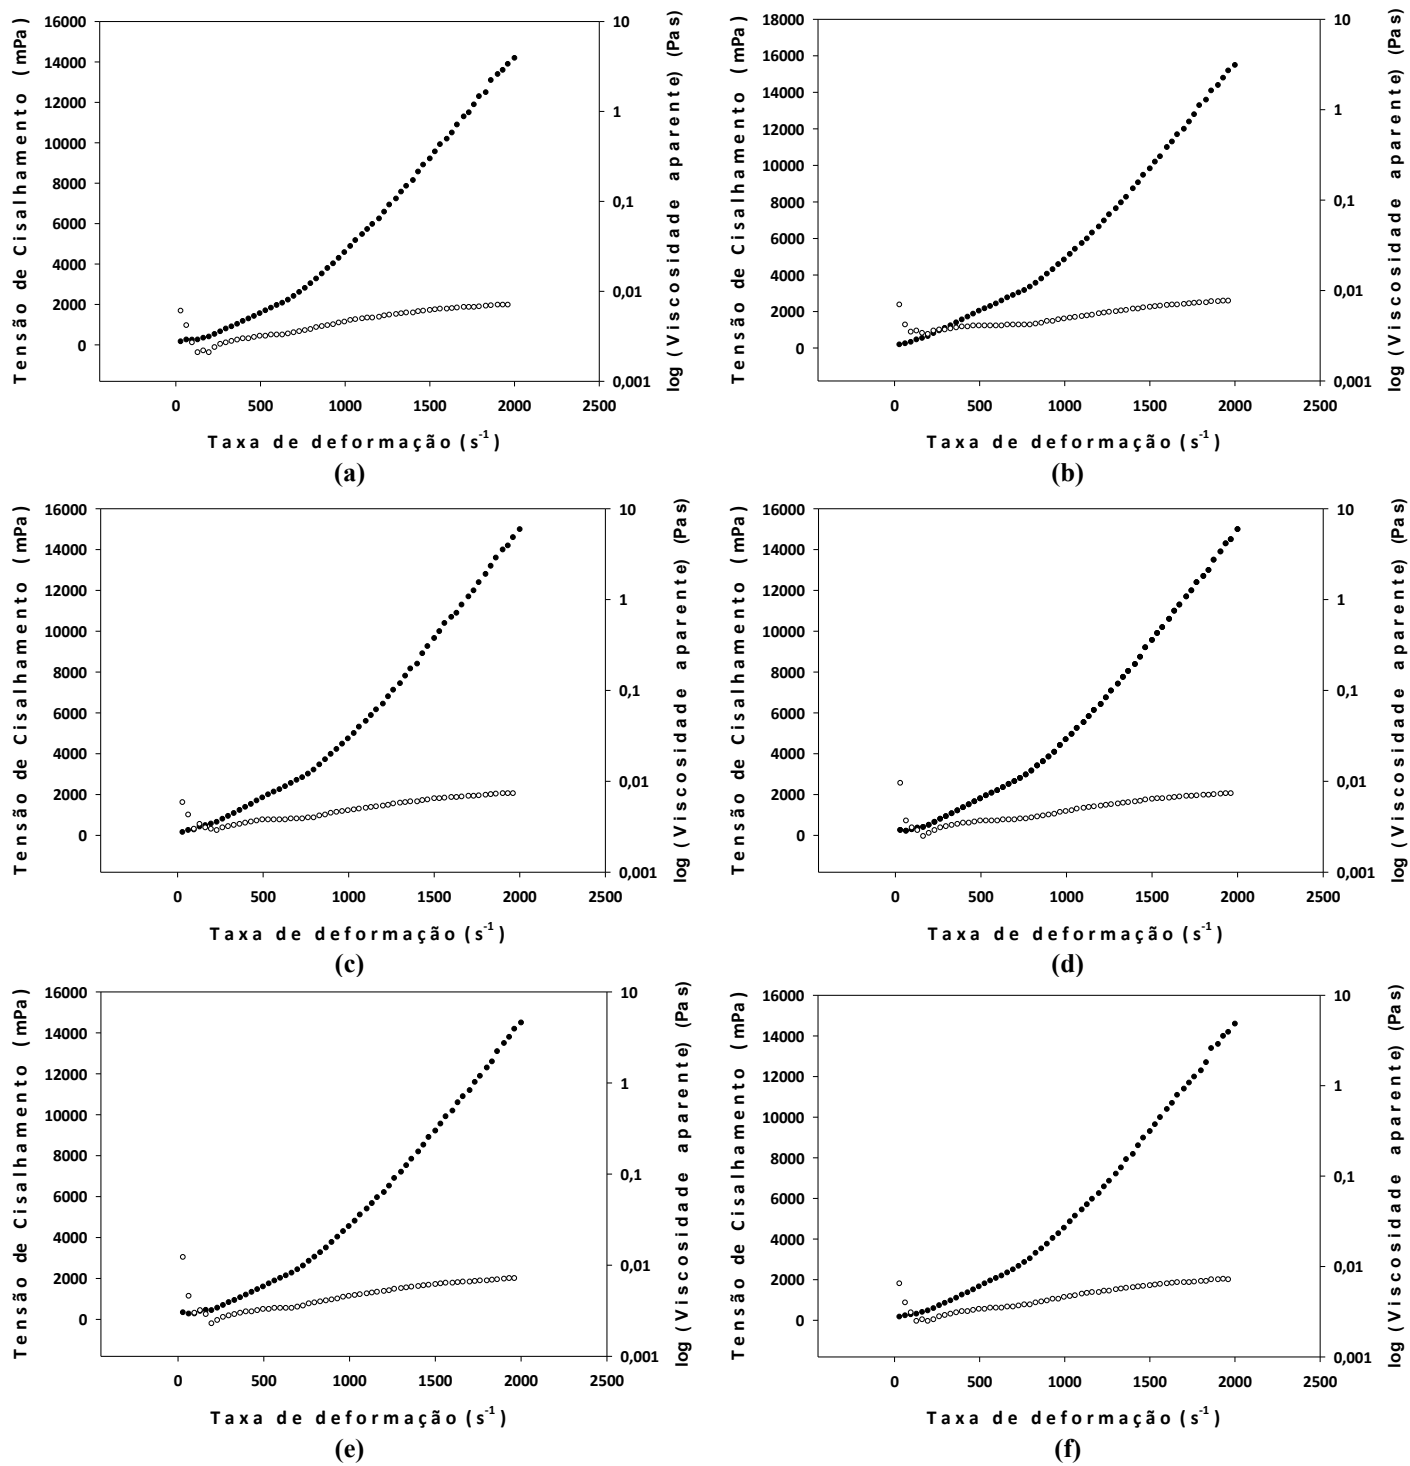 Tensão de Cisalhamento (mPa)
16000
14000
12000
10000
8000
6000
4000
2000
0
10
1
0,1
0,01
0,001
log (Viscosidade aparente) (Pas)
0 500 1000 1500 2000 2500
Taxa de deformação (s-1)
(a)
Tensão de Cisalhamento (mPa)
18000
16000
14000
12000
10000
8000
6000
4000
2000
0
10
1
0,1
0,01
0,001
log (Viscosidade aparente) (Pas)
0 500 1000 1500 2000 2500
Taxa de deformação (s-1)
(b)
Tensão de Cisalhamento (mPa)
16000
14000
12000
10000
8000
6000
4000
2000
0
10
1
0,1
0,01
0,001
log (Viscosidade aparente) (Pas)
0 500 1000 1500 2000 2500
Taxa de deformação (s-1)
(c)
Tensão de Cisalhamento (mPa)
16000
14000
12000
10000
8000
6000
4000
2000
0
10
1
0,1
0,01
0,001
log (Viscosidade aparente) (Pas)
0 500 1000 1500 2000 2500
Taxa de deformação (s-1)
(d)
Tensão de Cisalhamento (mPa)
16000
14000
12000
10000
8000
6000
4000
2000
0
10
1
0,1
0,01
0,001
log (Viscosidade aparente) (Pas)
0 500 1000 1500 2000 2500
Taxa de deformação (s-1)
(e)
Tensão de Cisalhamento (mPa)
16000
14000
12000
10000
8000
6000
4000
2000
0
10
1
0,1
0,01
0,001
log (Viscosidade aparente) (Pas)
0 500 1000 1500 2000 2500
Taxa de deformação (s-1)
(f)